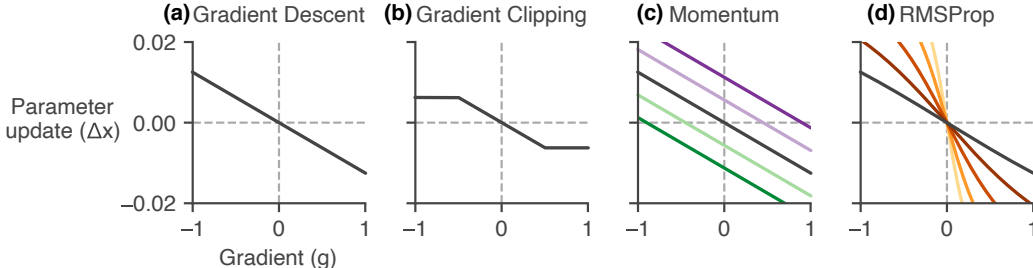 (a) Gradient Descent
(b) Gradient Clipping
(c) Momentum
(d) RMSProp
0.02
0.00
−0.02
Parameter
update (Δx)
−1 0 1
−1 0 1
−1 0 1
−1 0 1
Gradient (g)